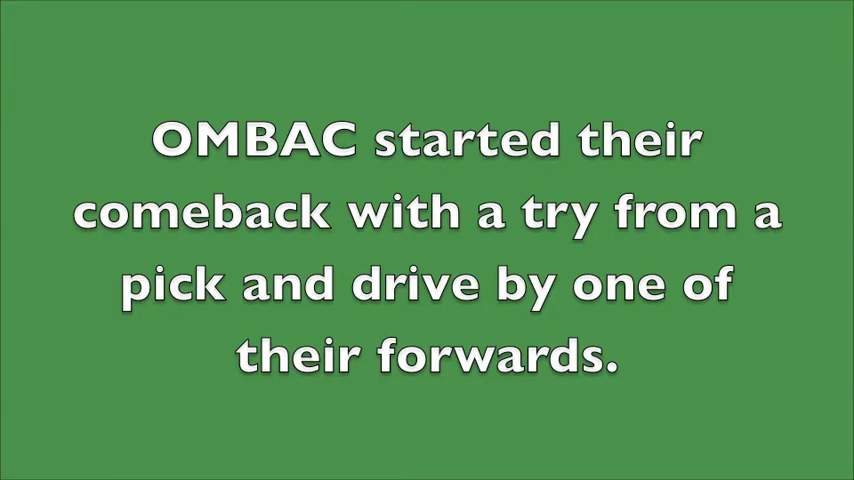 OMBAC started their
comeback with a try from a
pick and drive by one of
their forwards.